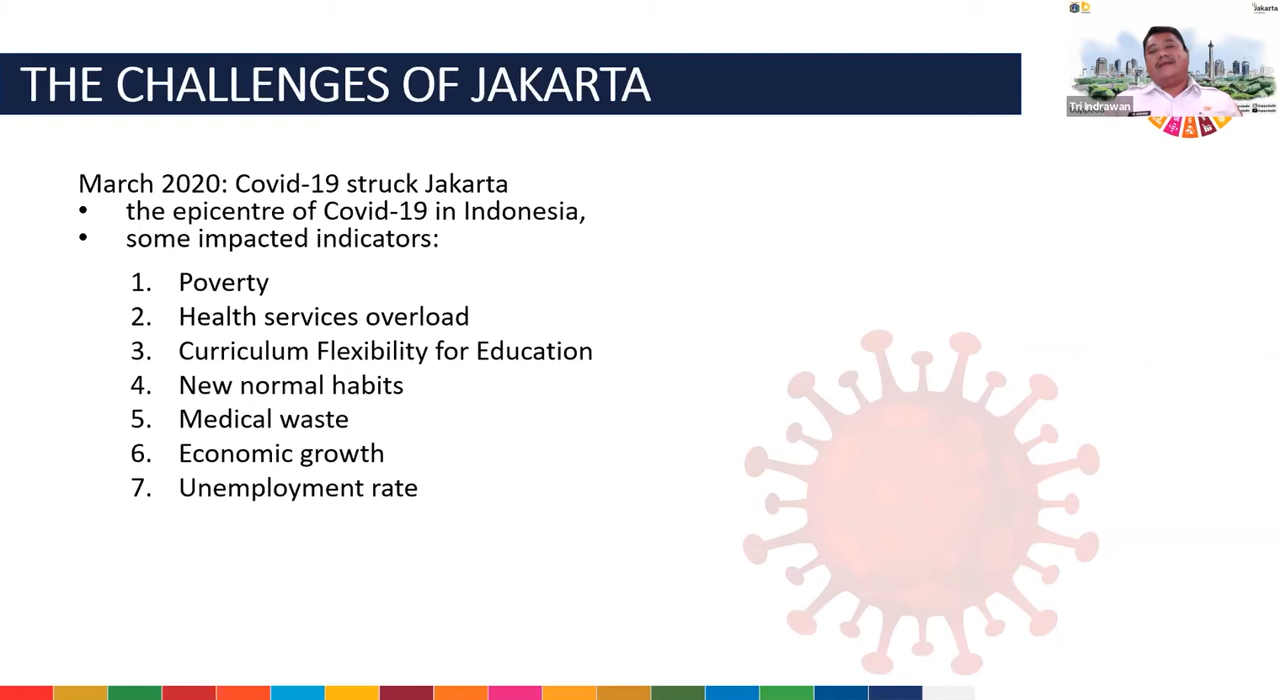 THE CHALLENGES OF JAKARTA
Jakarta
Tri Indrawan
March 2020: Covid-19 struck Jakarta
• the epicentre of Covid-19 in Indonesia,
• some impacted indicators:
1. Poverty
2. Health services overload
3. Curriculum Flexibility for Education
4. New normal habits
5. Medical waste
6. Economic growth
7. Unemployment rate